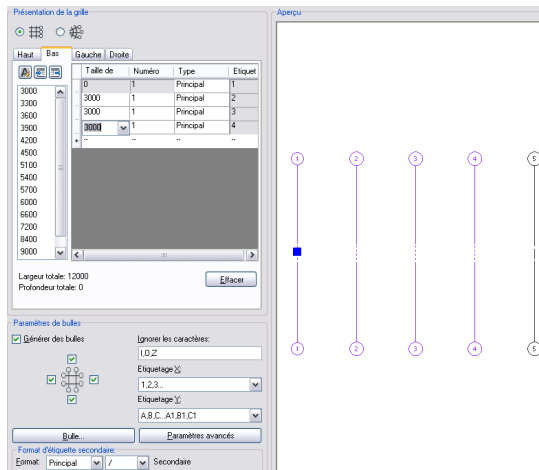 Présentation de la grille
Aperçu
Haut Bas Gauche Droite
Taille de Numéro Type Etiquet
0 1 Principal 1
3000 1 Principal 2
3000 1 Principal 3
3000 1 Principal 4
+ -- -- --
3000
3300
3600
3900
4200
4500
5100
5400
5700
6000
6600
7200
8400
9000
Largeur totale: 12000
Profondeur totale: 0
Effacer
1 2 3 4 5
1 2 3 4 5
Paramètres de bulles
Générer des bulles
Ignorer les caractères:
I,O,Z
Etiquetage X:
1,2,3...
Etiquetage Y:
A,B,C...A1,B1,C1
Bulle...
Paramètres avancés
Format d'étiquette secondaire:
Format: Principal / Secondaire